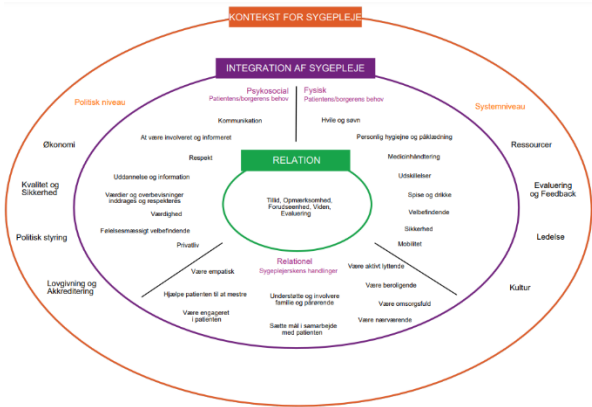 KONTEKST FOR SYGEPLEJE
INTEGRATION AF SYGEPLEJE
Politisk niveau
Økonomi
Kvalitet og
Sikkerhed
Politisk styring
Lovgivning og
Akkreditering
Psykosocial
Patientens/borgerens behov
Kommunikation
At være involveret og informeret
Respekt
Uddannelse og information
Værdier og overbevisninger
inddrages og respekteres
Værdighed
Følelsesmæssigt velbefindende
Privatliv
Fysisk
Patientens/borgerens behov
Hvile og søvn
Personlig hygiejne og påklædning
Medicinhåndtering
Udskillelser
Spise og drikke
Velbefindende
Sikkerhed
Mobilitet
RELATION
Tillid, Opmærksomhed,
Forudseenhed, Viden,
Evaluering
Relationel
Sygeplejerskens handlinger
Være empatisk
Hjælpe patienten til at mestre
Være engageret
i patienten
Understøtte og involvere
familie og pårørende
Sætte mål i samarbejde
med patienten
Være aktivt lyttende
Være beroligende
Være omsorgsfuld
Være nærværende
Systemniveau
Ressourcer
Evaluering
og Feedback
Ledelse
Kultur